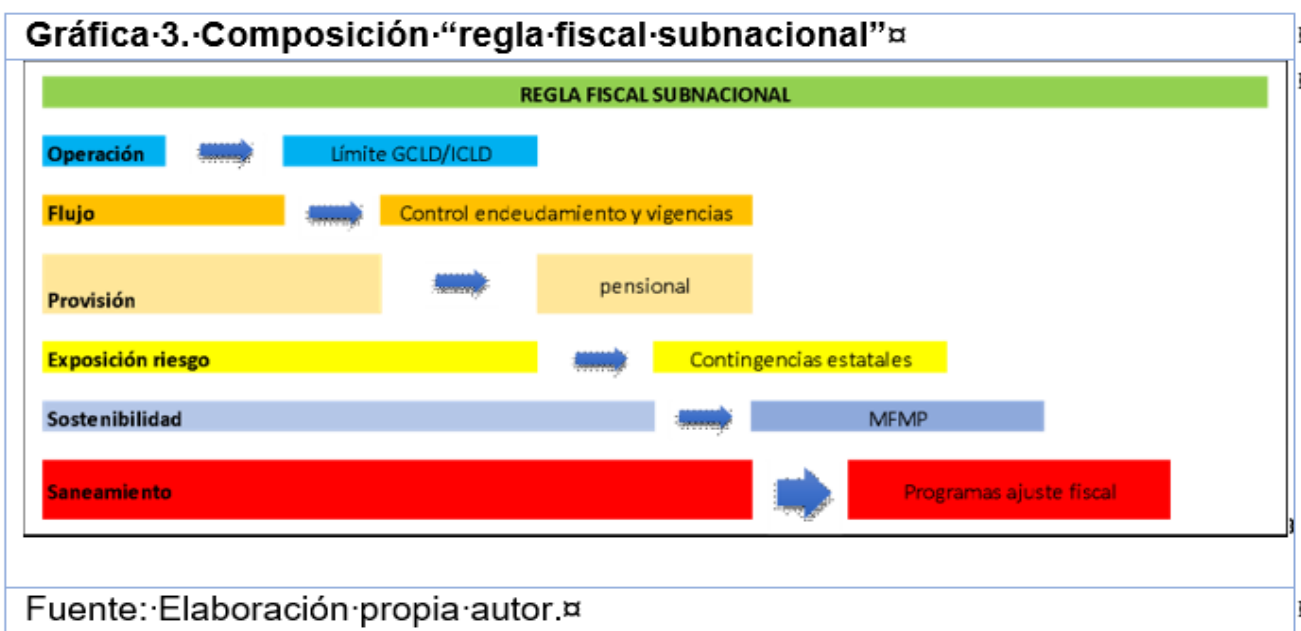 Gráfica·3.·Composición·“regla·fiscal·subnacional”¤
REGLA FISCAL SUBNACIONAL
Operación Límite GCLD/ICLD
Flujo Control endeudamiento y vigencias
Provisión pensional
Exposición riesgo Contingencias estatales
Sostenibilidad MFMP
Saneamiento Programas ajuste fiscal
Fuente:·Elaboración·propia·autor.¤